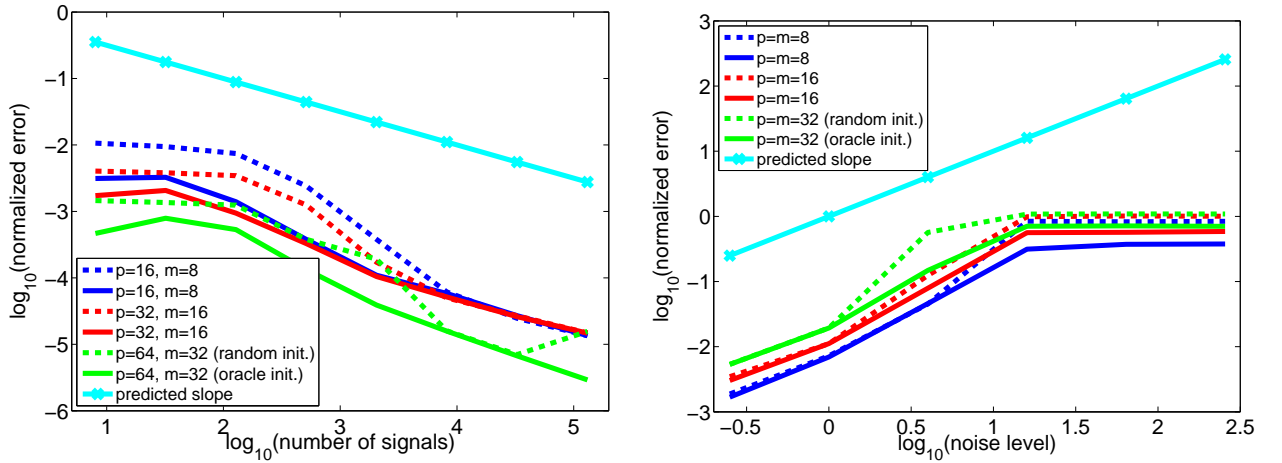 0
−1
−2
−3
−4
−5
−6
log10(normalized error)
p=16, m=8
p=16, m=8
p=32, m=16
p=32, m=16
p=64, m=32 (random init.)
p=64, m=32 (oracle init.)
predicted slope
1 2 3 4 5
log10(number of signals)
3
2
1
0
−1
−2
−3
log10(normalized error)
p=m=8
p=m=8
p=m=16
p=m=16
p=m=32 (random init.)
p=m=32 (oracle init.)
predicted slope
−0.5 0 0.5 1 1.5 2 2.5
log10(noise level)